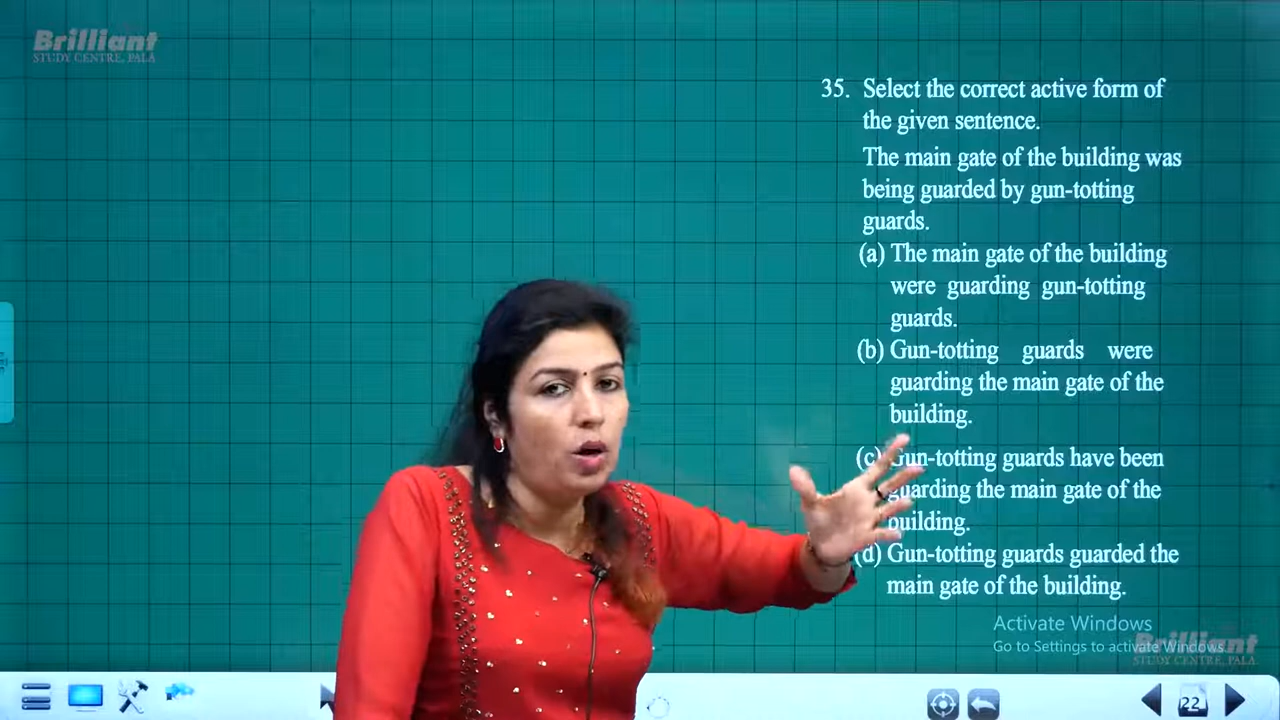 Brilliant
STUDY CENTRE, PALA
35. Select the correct active form of
the given sentence.
The main gate of the building was
being guarded by gun-totting
guards.
(a) The main gate of the building
were guarding gun-totting
guards.
(b) Gun-totting guards were
guarding the main gate of the
building.
(c) Gun-totting guards have been
guarding the main gate of the
building.
(d) Gun-totting guards guarded the
main gate of the building.
Activate Windows
Go to Settings to activate Windows.
Brilliant
STUDY CENTRE, PALA
22